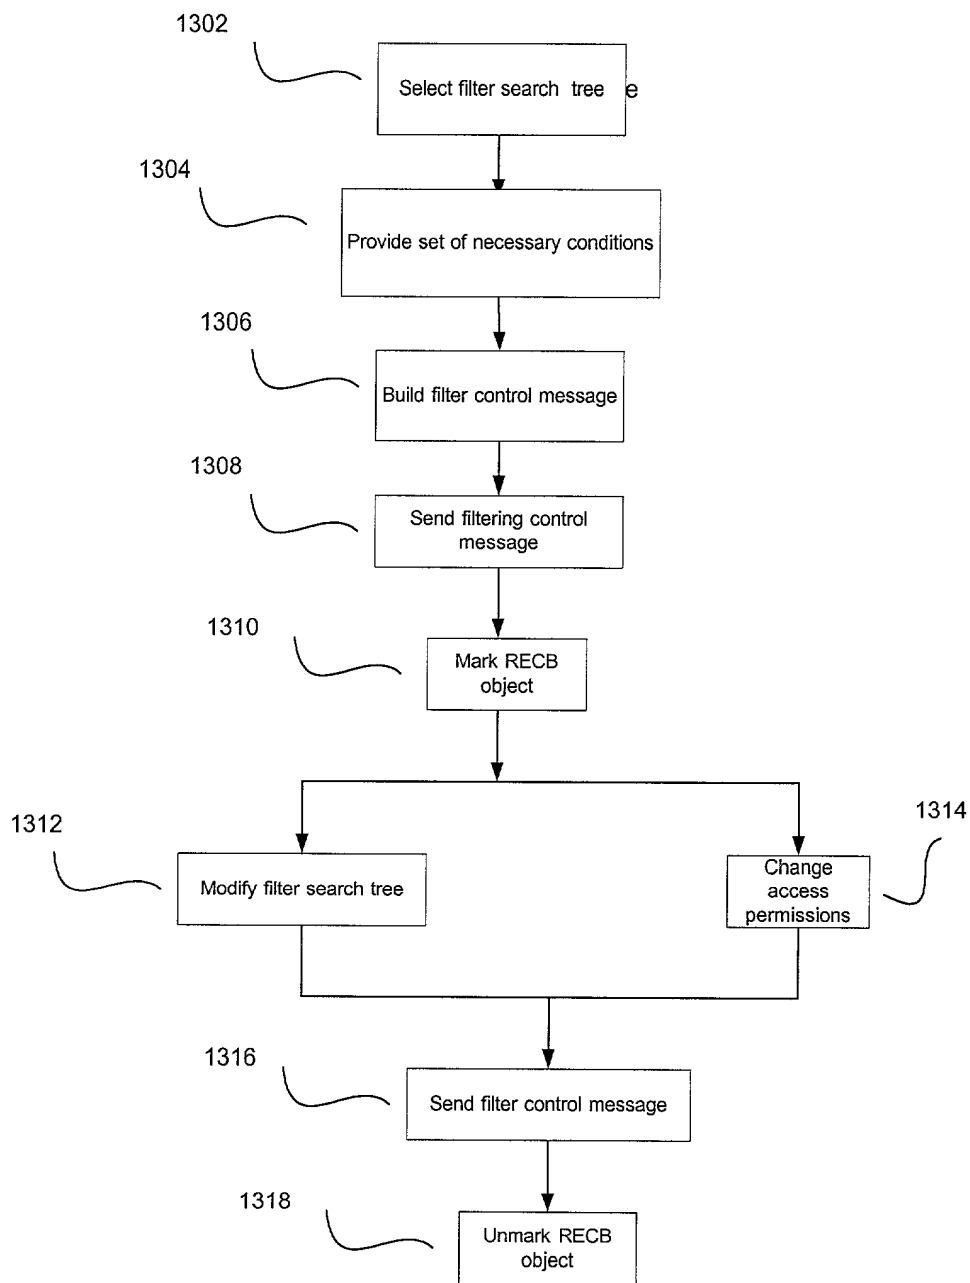 1302
Select filter search tree e
1304
Provide set of necessary conditions
1306
Build filter control message
1308
Send filtering control
message
1310
Mark RECB
object
1312
Modify filter search tree
1314
Change
access
permissions
1316
Send filter control message
1318
Unmark RECB
object